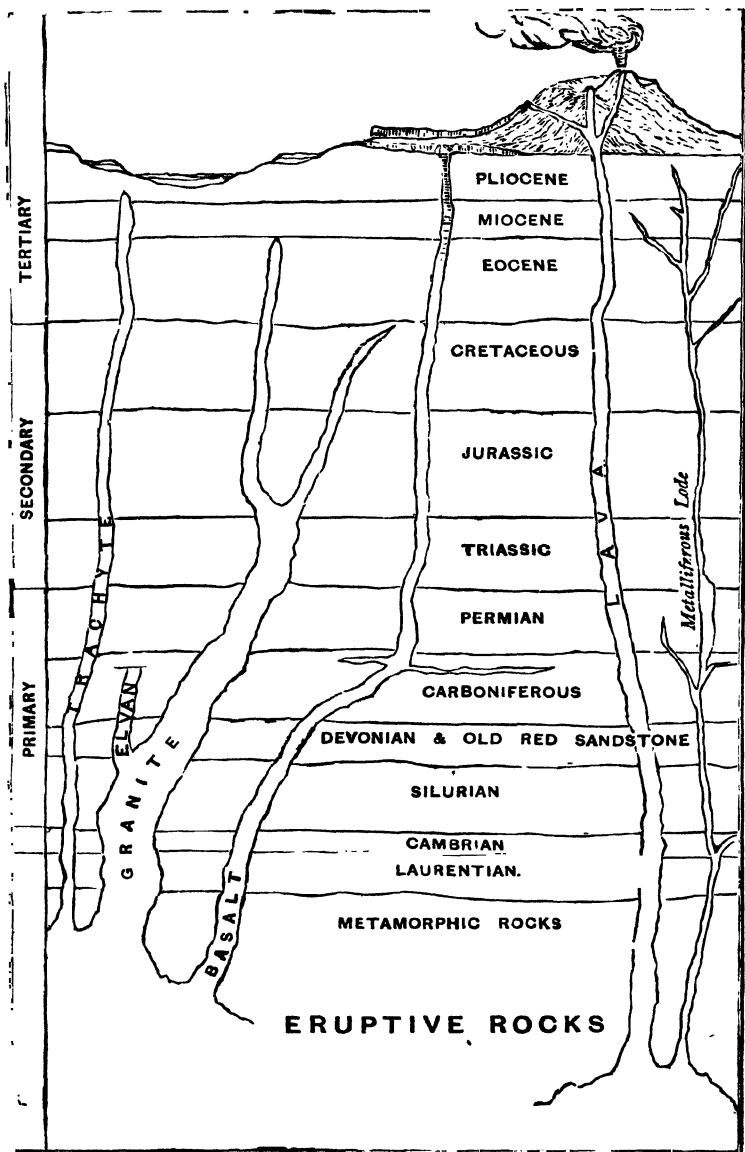 PLIOCENE
MIOCENE
EOCENE
TERTIARY
CRETACEOUS
JURASSIC
TRIASSIC
SECONDARY
PERMIAN
CARBONIFEROUS
DEVONIAN & OLD RED SANDSTONE
SILURIAN
CAMBRIAN
LAURENTIAN.
PRIMARY
METAMORPHIC ROCKS
ERUPTIVE ROCKS
TRACHYTE
ELVAN
GRANITE
BASALT
LAVA
Metalliferous Lode